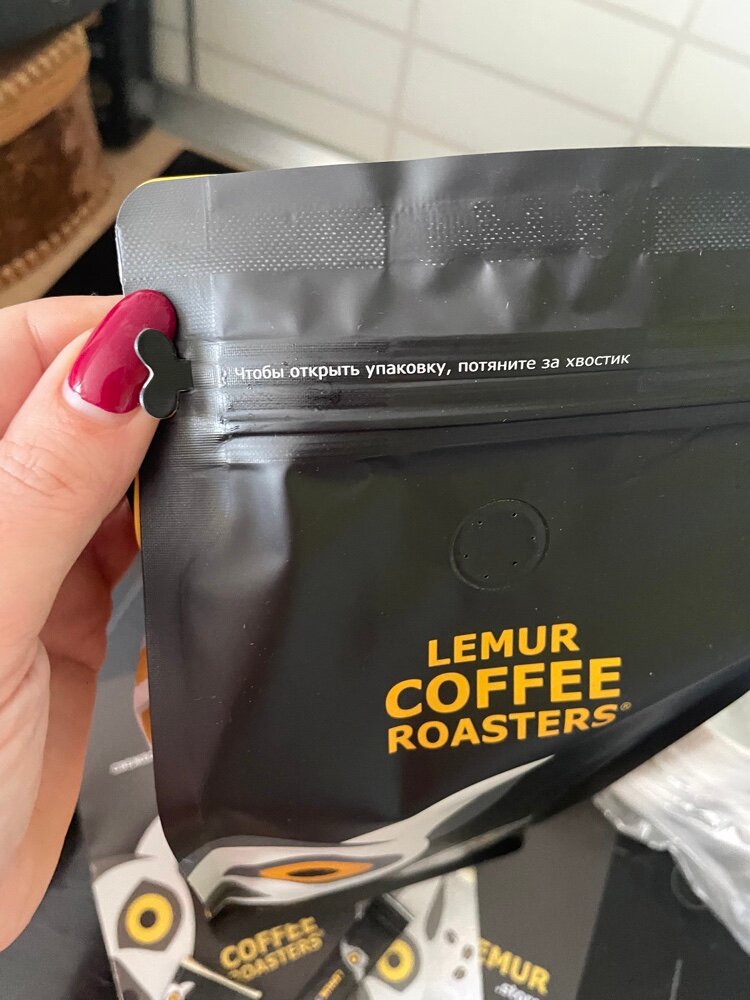 Чтобы открыть упаковку, потяните за хвостик
LEMUR
COFFEE
ROASTERS®
COFFEE
ROASTERS®
LEMUR